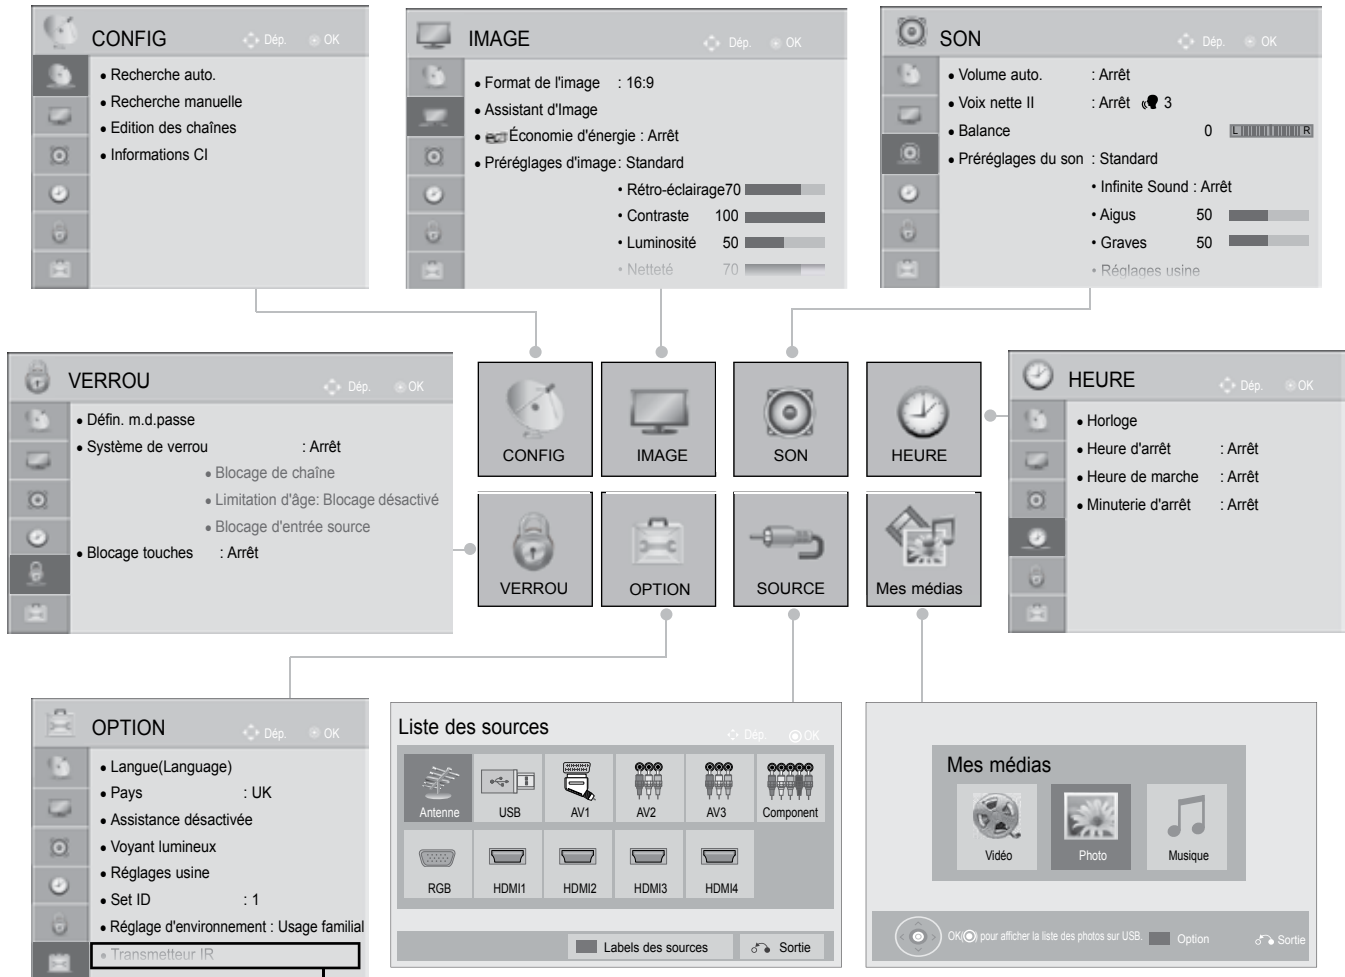 CONFIG
Dép. OK
• Recherche auto.
• Recherche manuelle
• Edition des chaînes
• Informations CI
IMAGE
Dép. OK
• Format de l'image : 16:9
• Assistant d'Image
• Économie d'énergie : Arrêt
• Préréglages d'image : Standard
• Rétro-éclairage 70
• Contraste 100
• Luminosité 50
• Netteté 70
SON
Dép. OK
• Volume auto. : Arrêt
• Voix nette II : Arrêt 3
• Balance 0 L R
• Préréglages du son : Standard
• Infinite Sound : Arrêt
• Aigus 50
• Graves 50
• Réglages usine
VERROU
Dép. OK
• Défin. m.d.passe
• Système de verrou : Arrêt
• Blocage de chaîne
• Limitation d'âge: Blocage désactivé
• Blocage d'entrée source
• Blocage touches : Arrêt
CONFIG
IMAGE
SON
HEURE
VERROU
OPTION
SOURCE
Mes médias
HEURE
Dép. OK
• Horloge
• Heure d'arrêt : Arrêt
• Heure de marche : Arrêt
• Minuterie d'arrêt : Arrêt
OPTION
Dép. OK
• Langue(Language)
• Pays : UK
• Assistance désactivée
• Voyant lumineux
• Réglages usine
• Set ID : 1
• Réglage d'environnement : Usage familial
• Transmetteur IR
Liste des sources
Dép. OK
Antenne
USB
AV1
AV2
AV3
Component
RGB
HDMI1
HDMI2
HDMI3
HDMI4
Labels des sources
Sortie
Mes médias
Vidéo
Photo
Musique
OK() pour afficher la liste des photos sur USB.
Option
Sortie